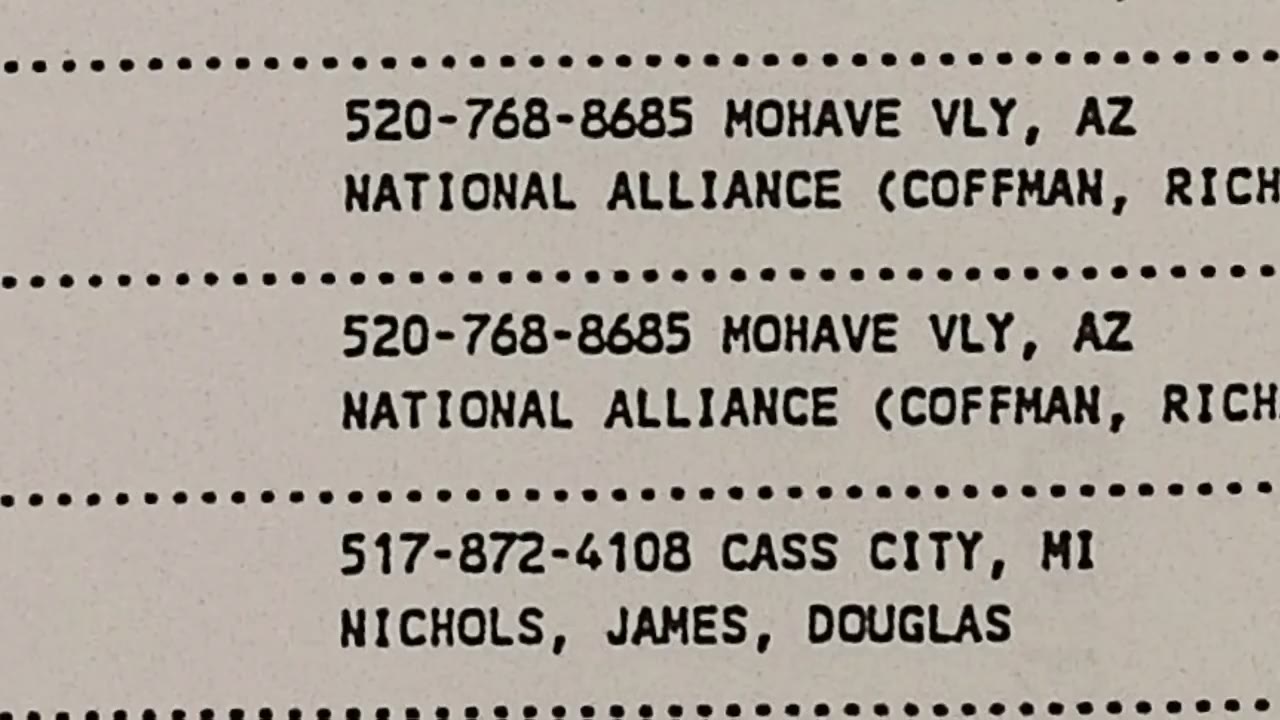 520-768-8685 MOHAVE VLY, AZ
NATIONAL ALLIANCE (COFFMAN, RICH
520-768-8685 MOHAVE VLY, AZ
NATIONAL ALLIANCE (COFFMAN, RICH
517-872-4108 CASS CITY, MI
NICHOLS, JAMES, DOUGLAS